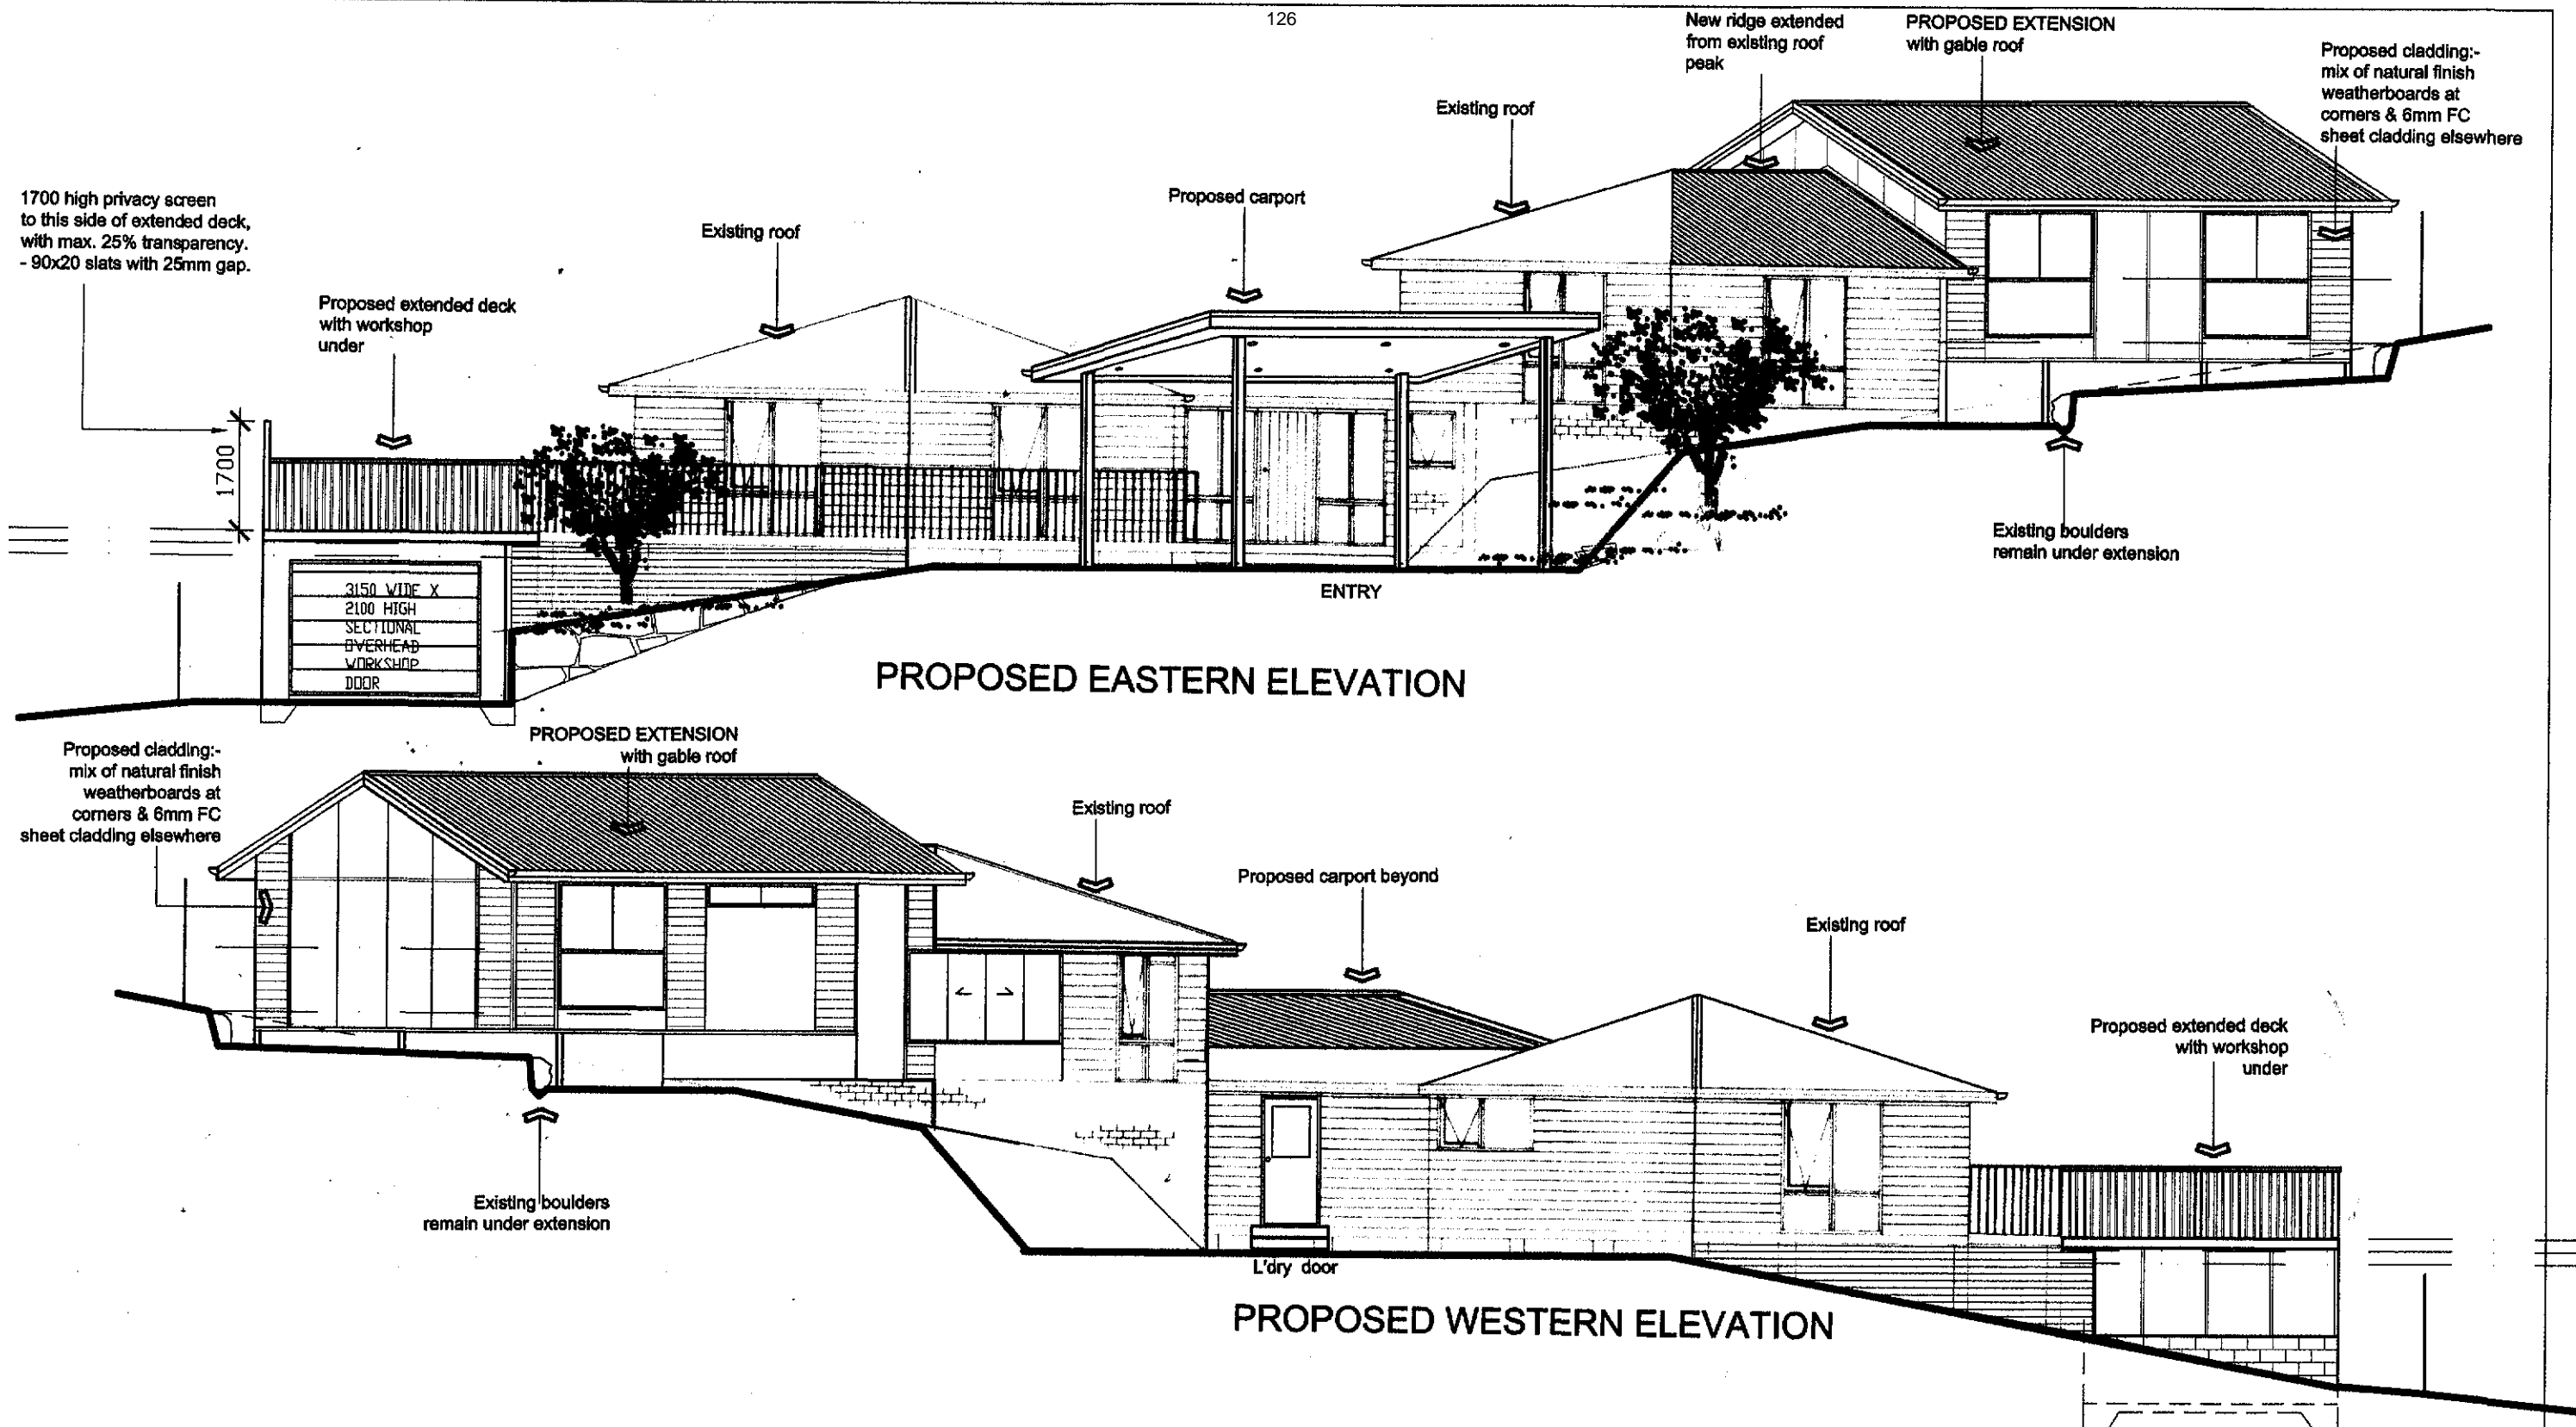 126
New ridge extended
from existing roof
peak
PROPOSED EXTENSION
with gable roof
Proposed cladding:-
mix of natural finish
weatherboards at
corners & 6mm FC
sheet cladding elsewhere
Existing roof
Proposed carport
1700 high privacy screen
to this side of extended deck,
with max. 25% transparency.
- 90x20 slats with 25mm gap.
Existing roof
Proposed extended deck
with workshop
under
1700
Existing boulders
remain under extension
3150 WIDE X
2100 HIGH
SECTIONAL
OVERHEAD
WORKSHOP
DOOR
ENTRY
PROPOSED EASTERN ELEVATION
Proposed cladding:-
mix of natural finish
weatherboards at
corners & 6mm FC
sheet cladding elsewhere
PROPOSED EXTENSION
with gable roof
Existing roof
Proposed carport beyond
Existing roof
Proposed extended deck
with workshop
under
Existing boulders
remain under extension
L'dry door
PROPOSED WESTERN ELEVATION